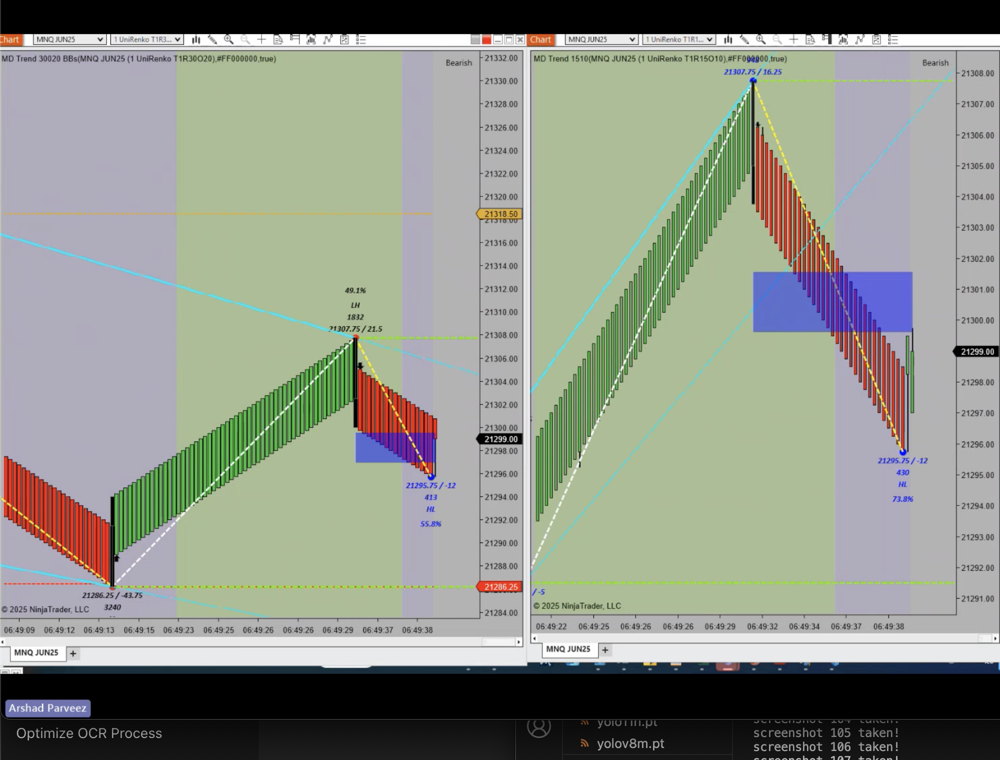 Chart MNQ JUN25 1 UniRenko T1R3...
MD Trend 30020 BBs(MNQ JUN25 (1 UniRenko T1R30O20),#FF000000,true)
Bearish
21332.00
21330.00
21328.00
21326.00
21324.00
21322.00
21320.00
21318.50
21318.00
21316.00
21314.00
21312.00
21310.00
21308.00
21306.00
21304.00
21302.00
21300.00
21299.00
21298.00
21296.00
21294.00
21292.00
21290.00
21288.00
21286.25
21284.00
49.1%
LH
1832
21307.75 / 21.5
21295.75 / -12
413
HL
55.8%
21286.25 / -43.75
3240
© 2025 NinjaTrader, LLC
06:49:09 06:49:12 06:49:13 06:49:15 06:49:23 06:49:25 06:49:26 06:49:29 06:49:37 06:49:38
MNQ JUN25 +
Chart MNQ JUN25 1 UniRenko T1R1...
MD Trend 1510(MNQ JUN25 (1 UniRenko T1R15O10),#FF000000,true)
Bearish
21307.75 / 16.25
21308.00
21307.00
21306.00
21305.00
21304.00
21303.00
21302.00
21301.00
21300.00
21299.00
21298.00
21297.00
21296.00
21295.00
21294.00
21293.00
21292.00
21291.00
21295.75 / -12
430
HL
73.8%
/ -5
© 2025 NinjaTrader, LLC
06:49:22 06:49:25 06:49:26 06:49:26 06:49:29 06:49:32 06:49:34 06:49:36 06:49:38
MNQ JUN25 +
Arshad Parveez
Optimize OCR Process
yolo11n.pt
yolov8m.pt
screenshot 104 taken!
screenshot 105 taken!
screenshot 106 taken!
screenshot 107 taken!